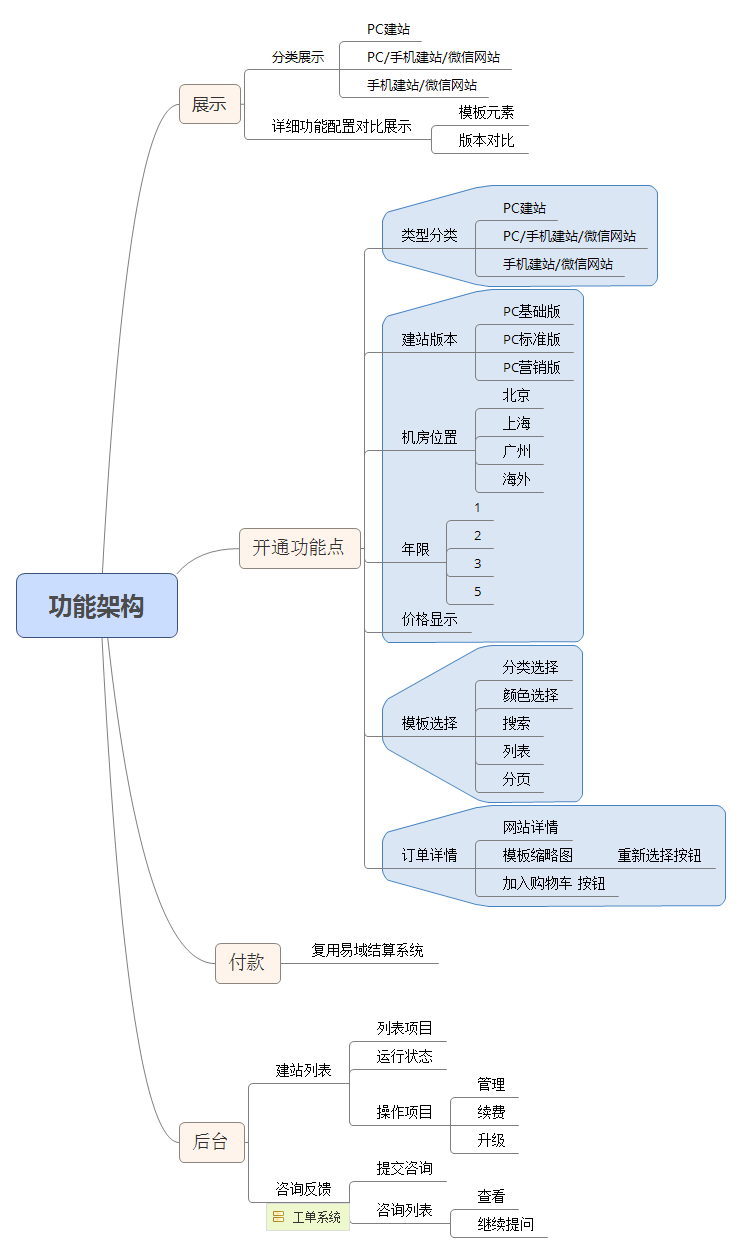 功能架构
展示
分类展示
PC建站
PC/手机建站/微信网站
手机建站/微信网站
详细功能配置对比展示
模板元素
版本对比
开通功能点
类型分类
PC建站
PC/手机建站/微信网站
手机建站/微信网站
建站版本
PC基础版
PC标准版
PC营销版
机房位置
北京
上海
广州
海外
年限
1
2
3
5
价格显示
模板选择
分类选择
颜色选择
搜索
列表
分页
订单详情
网站详情
模板缩略图
重新选择按钮
加入购物车 按钮
付款
复用易域结算系统
后台
建站列表
列表项目
运行状态
操作项目
管理
续费
升级
咨询反馈
工单系统
提交咨询
咨询列表
查看
继续提问